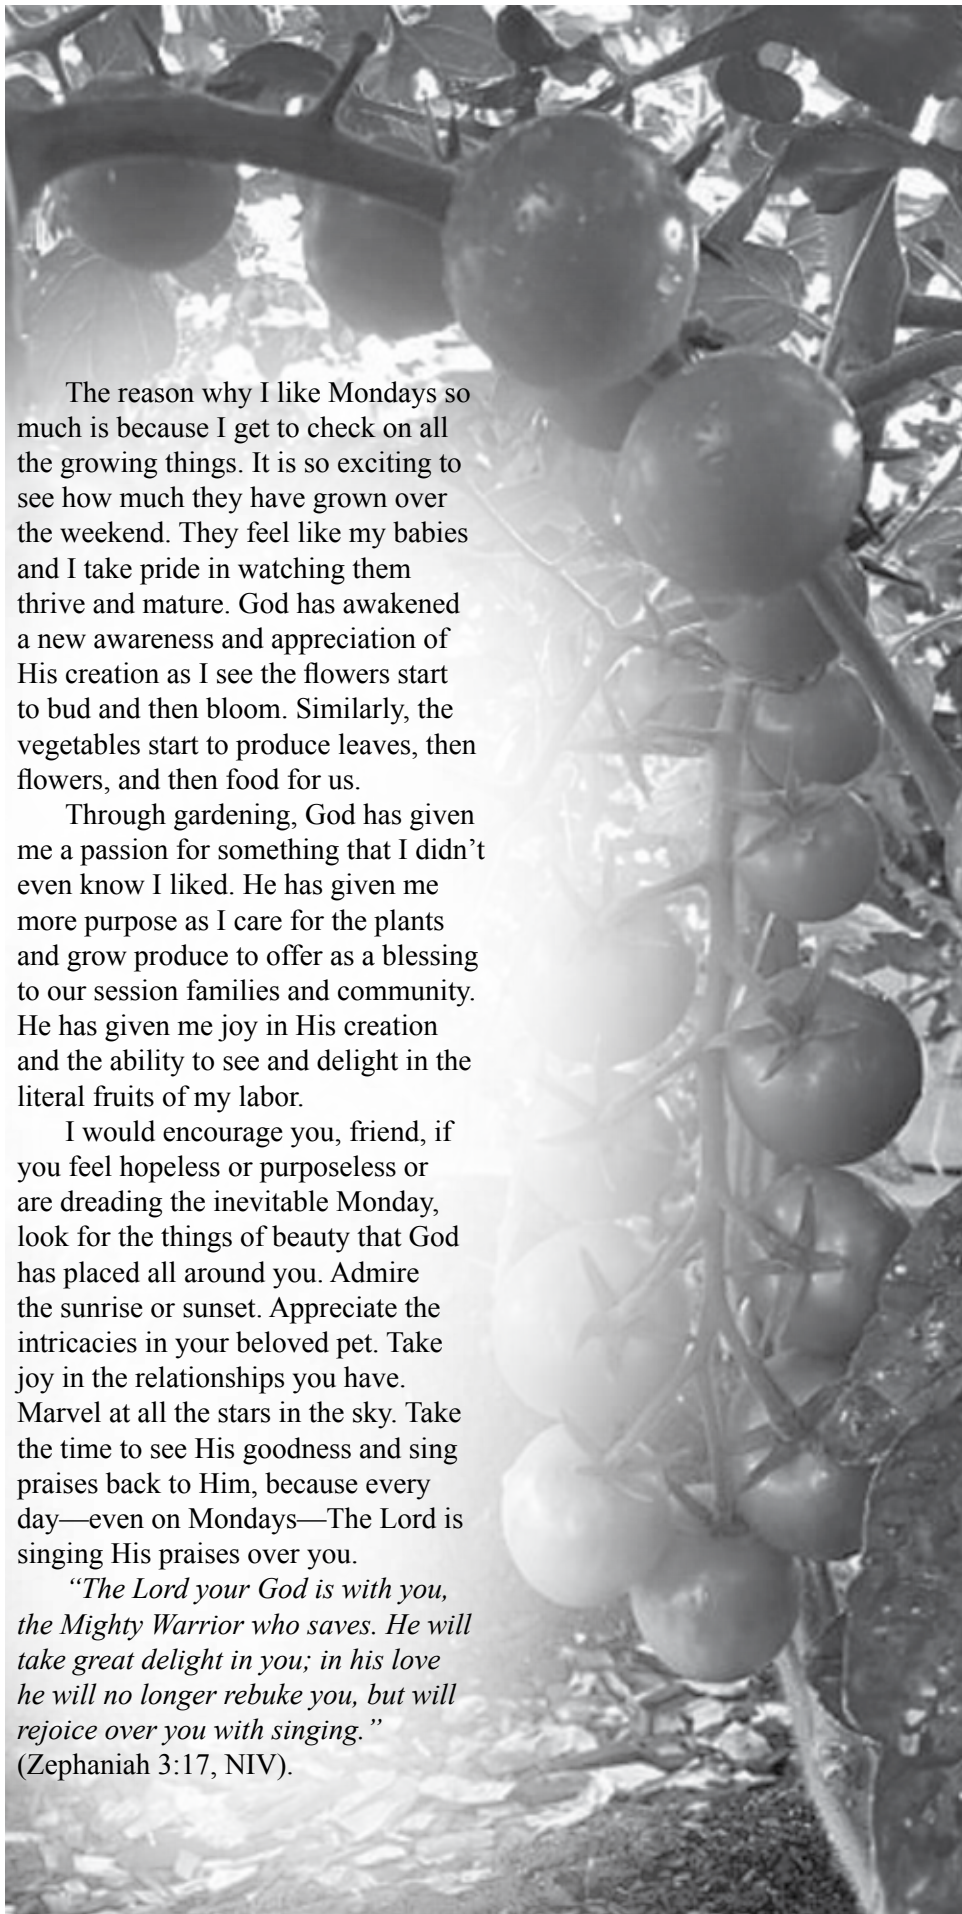 The reason why I like Mondays so
much is because I get to check on all
the growing things. It is so exciting to
see how much they have grown over
the weekend. They feel like my babies
and I take pride in watching them
thrive and mature. God has awakened
a new awareness and appreciation of
His creation as I see the flowers start
to bud and then bloom. Similarly, the
vegetables start to produce leaves, then
flowers, and then food for us.
Through gardening, God has given
me a passion for something that I didn’t
even know I liked. He has given me
more purpose as I care for the plants
and grow produce to offer as a blessing
to our session families and community.
He has given me joy in His creation
and the ability to see and delight in the
literal fruits of my labor.
I would encourage you, friend, if
you feel hopeless or purposeless or
are dreading the inevitable Monday,
look for the things of beauty that God
has placed all around you. Admire
the sunrise or sunset. Appreciate the
intricacies in your beloved pet. Take
joy in the relationships you have.
Marvel at all the stars in the sky. Take
the time to see His goodness and sing
praises back to Him, because every
day—even on Mondays—The Lord is
singing His praises over you.
“The Lord your God is with you,
the Mighty Warrior who saves. He will
take great delight in you; in his love
he will no longer rebuke you, but will
rejoice over you with singing.”
(Zephaniah 3:17, NIV).